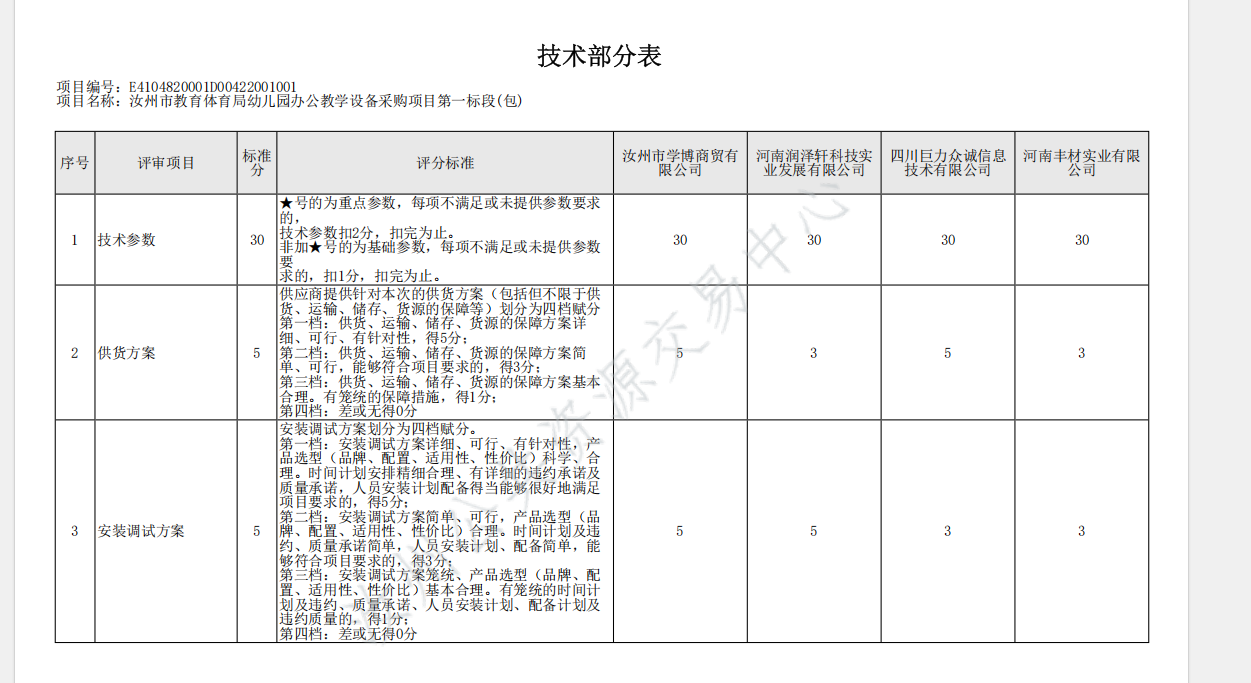 技术部分表
项目编号：E4104820001D00422001001
项目名称：汝州市教育体育局幼儿园办公教学设备采购项目第一标段(包)
序号 评审项目 标准分 评分标准 汝州市学博商贸有限公司 河南润泽轩科技实业发展有限公司 四川巨力众诚信息技术有限公司 河南丰材实业有限公司
1 技术参数 30
★号的为重点参数，每项不满足或未提供参数要求
的，
技术参数扣2分，扣完为止。
非加★号的为基础参数，每项不满足或未提供参数
要
求的，扣1分，扣完为止。
30 30 30 30
2 供货方案 5
供应商提供针对本次的供货方案（包括但不限于供
货、运输、储存、货源的保障等）划分为四档赋分
第一档：供货、运输、储存、货源的保障方案详
细、可行、有针对性，得5分；
第二档：供货、运输、储存、货源的保障方案简
单、可行，能够符合项目要求的，得3分；
第三档：供货、运输、储存、货源的保障方案基本
合理。有笼统的保障措施，得1分；
第四档：差或无得0分
5 3 5 3
3 安装调试方案 5
安装调试方案划分为四档赋分。
第一档：安装调试方案详细、可行、有针对性，产
品选型（品牌、配置、适用性、性价比）科学、合
理。时间计划安排精细合理、有详细的违约承诺及
质量承诺，人员安装计划配备得当能够很好地满足
项目要求的，得5分；
第二档：安装调试方案简单、可行，产品选型（品
牌、配置、适用性、性价比）合理。时间计划及违
约、质量承诺简单，人员安装计划、配备简单，能
够符合项目要求的，得3分；
第三档：安装调试方案笼统、产品选型（品牌、配
置、适用性、性价比）基本合理。有笼统的时间计
划及违约、质量承诺、人员安装计划、配备计划及
违约质量的，得1分；
第四档：差或无得0分
5 5 3 3
汝州公共资源交易中心